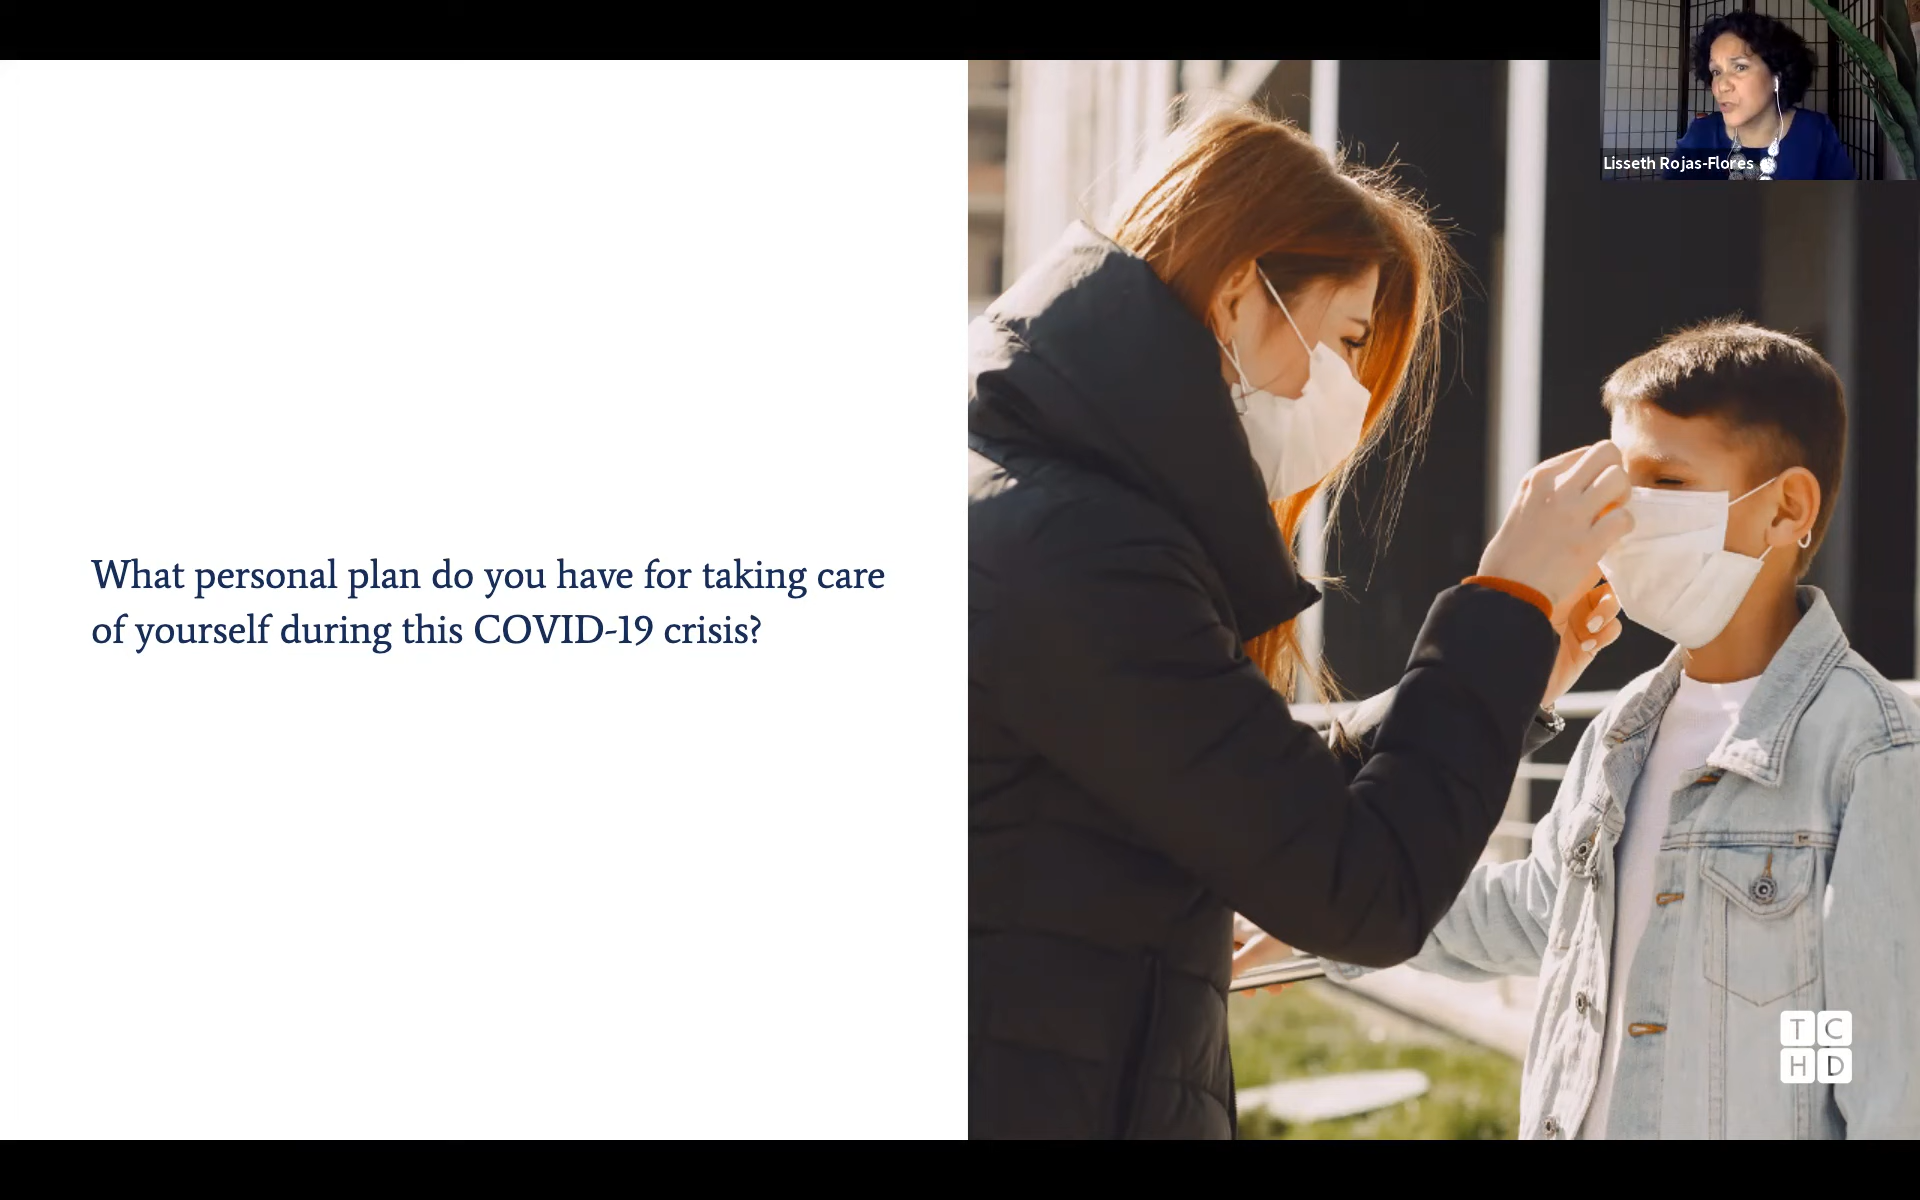 Lisseth Rojas-Flores
What personal plan do you have for taking care
of yourself during this COVID-19 crisis?
T C
H D